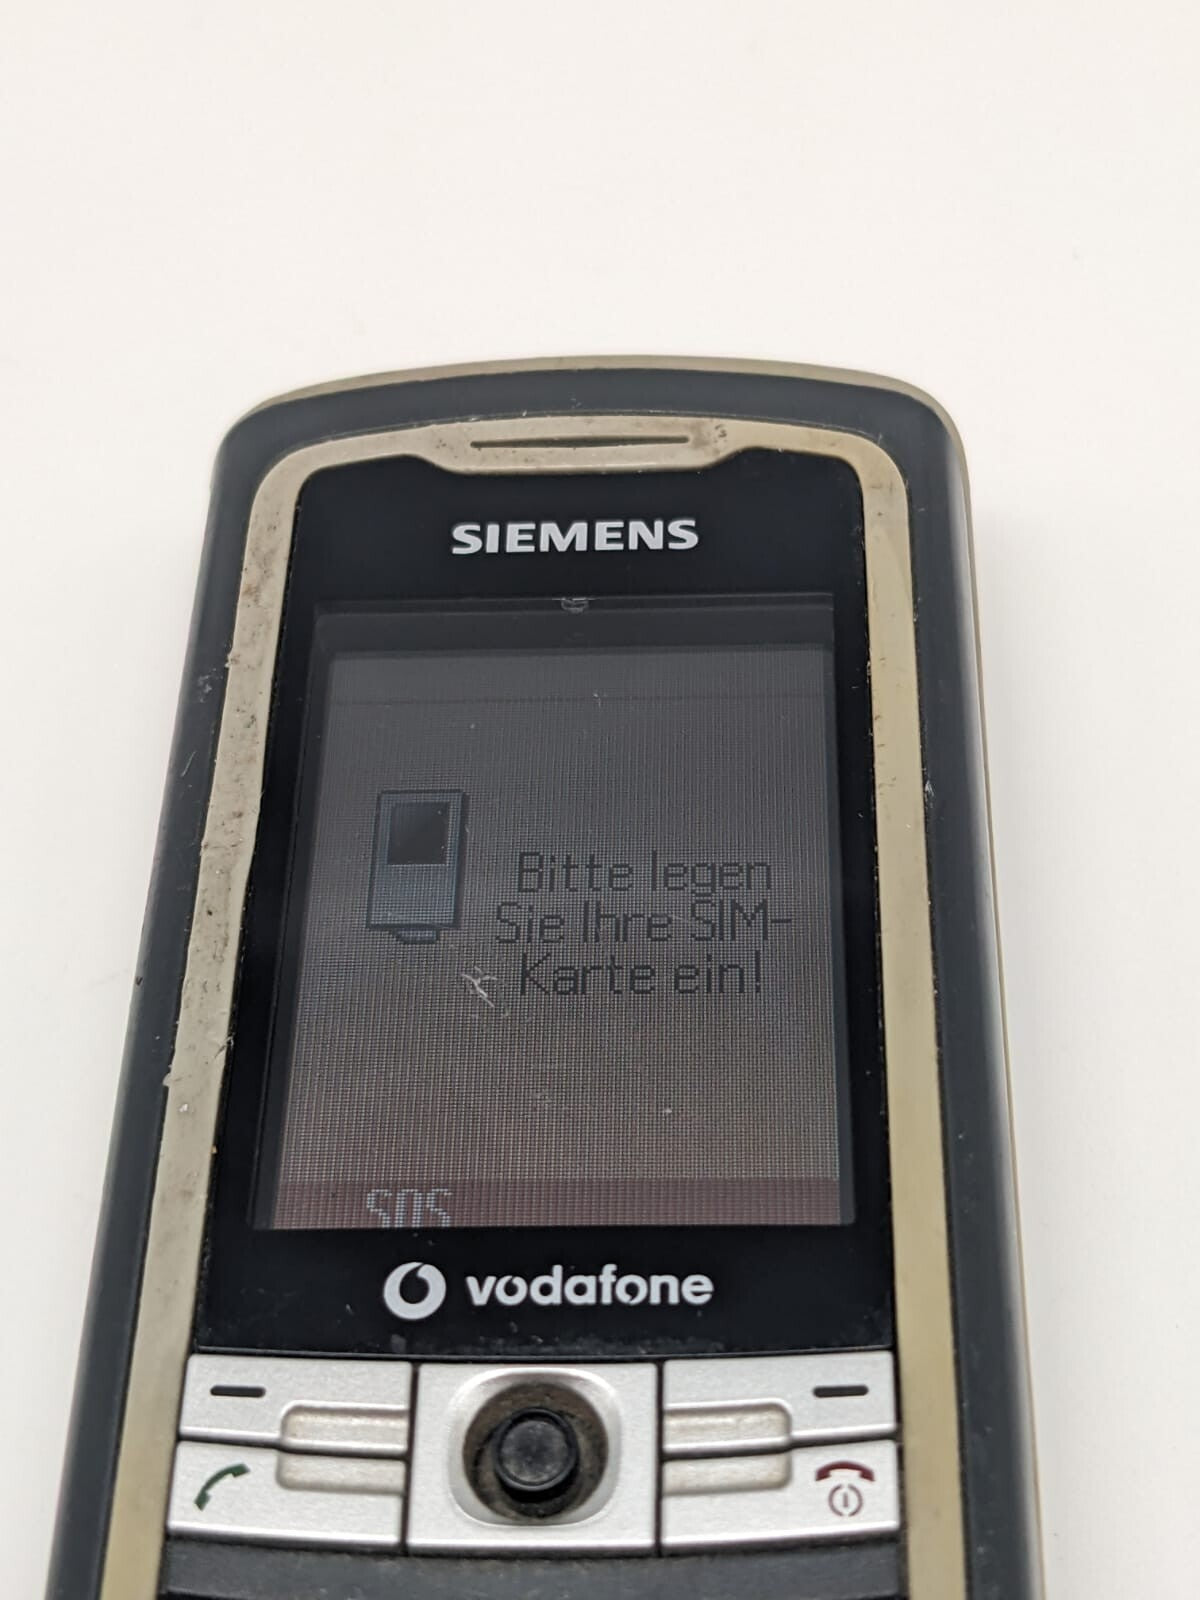 SIEMENS
Bitte legen
Sie Ihre SIM-
Karte ein!
SOS
vodafone